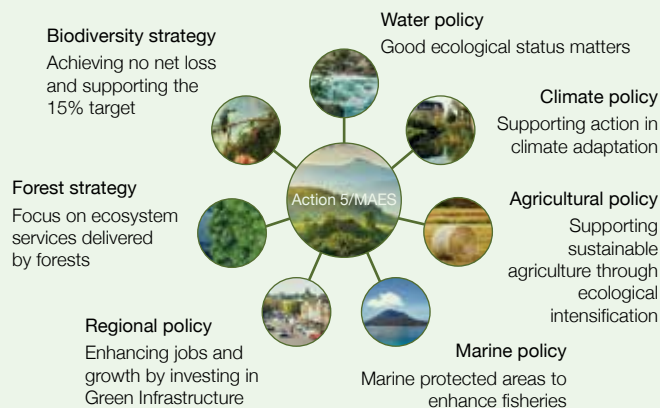 Biodiversity strategy
Achieving no net loss
and supporting the
15% target
Water policy
Good ecological status matters
Climate policy
Supporting action in
climate adaptation
Forest strategy
Focus on ecosystem
services delivered
by forests
Action 5/MAES
Agricultural policy
Supporting
sustainable
agriculture through
ecological
intensification
Regional policy
Enhancing jobs and
growth by investing in
Green Infrastructure
Marine policy
Marine protected areas to
enhance fisheries